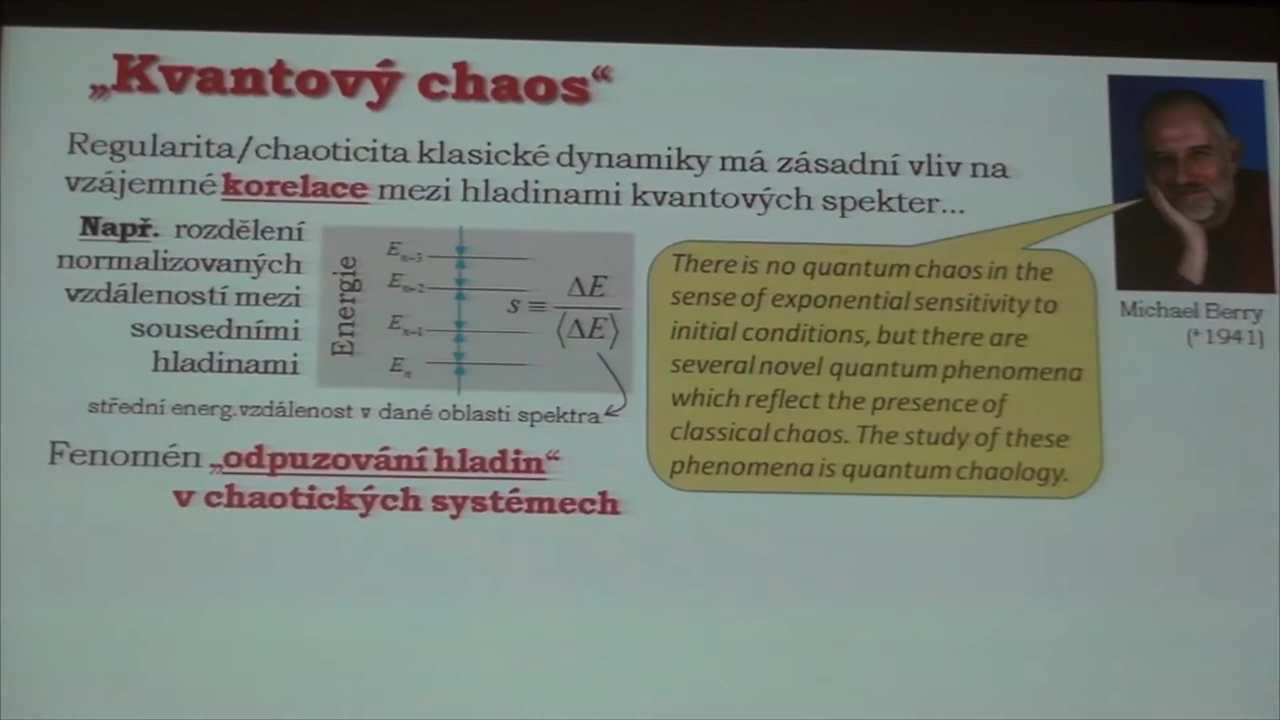 „Kvantový chaos“
Regularita/chaoticita klasické dynamiky má zásadní vliv na
vzájemné korelace mezi hladinami kvantových spekter...
Např. rozdělení
normalizovaných
vzdáleností mezi
sousedními
hladinami
Energie
E_{n+3}
E_{n+2}
E_{n+1}
E_n
s ≡ ΔE / ⟨ΔE⟩
střední energ.vzdálenost v dané oblasti spektra
Fenomén „odpuzování hladin“
v chaotických systémech
There is no quantum chaos in the
sense of exponential sensitivity to
initial conditions, but there are
several novel quantum phenomena
which reflect the presence of
classical chaos. The study of these
phenomena is quantum chaology.
Michael Berry
(*1941)